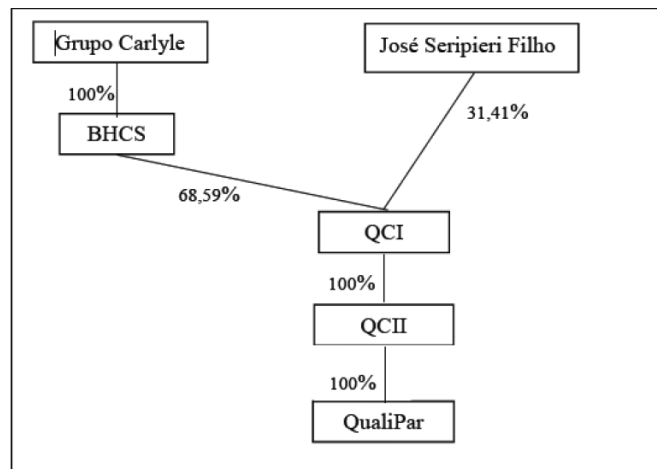 Grupo Carlyle
José Seripieri Filho
100%
31,41%
BHCS
68,59%
QCI
100%
QCII
100%
QualiPar